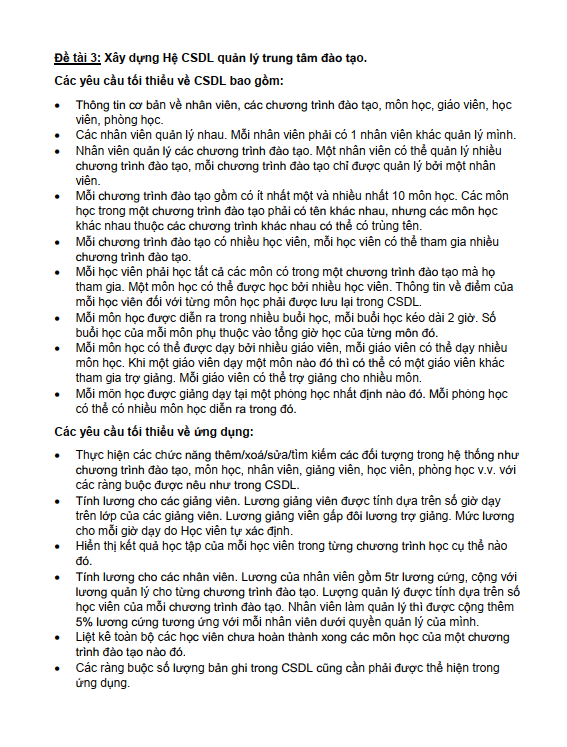 Đề tài 3: Xây dựng Hệ CSDL quản lý trung tâm đào tạo.
Các yêu cầu tối thiểu về CSDL bao gồm:
• Thông tin cơ bản về nhân viên, các chương trình đào tạo, môn học, giáo viên, học
viên, phòng học.
• Các nhân viên quản lý nhau. Mỗi nhân viên phải có 1 nhân viên khác quản lý mình.
• Nhân viên quản lý các chương trình đào tạo. Một nhân viên có thể quản lý nhiều
chương trình đào tạo, mỗi chương trình đào tạo chỉ được quản lý bởi một nhân
viên.
• Mỗi chương trình đào tạo gồm có ít nhất một và nhiều nhất 10 môn học. Các môn
học trong một chương trình đào tạo phải có tên khác nhau, nhưng các môn học
khác nhau thuộc các chương trình khác nhau có thể có trùng tên.
• Mỗi chương trình đào tạo có nhiều học viên, mỗi học viên có thể tham gia nhiều
chương trình đào tạo.
• Mỗi học viên phải học tất cả các môn có trong một chương trình đào tạo mà họ
tham gia. Một môn học có thể được học bởi nhiều học viên. Thông tin về điểm của
mỗi học viên đối với từng môn học phải được lưu lại trong CSDL.
• Mỗi môn học được diễn ra trong nhiều buổi học, mỗi buổi học kéo dài 2 giờ. Số
buổi học của mỗi môn phụ thuộc vào tổng giờ học của từng môn đó.
• Mỗi môn học có thể được dạy bởi nhiều giáo viên, mỗi giáo viên có thể dạy nhiều
môn học. Khi một giáo viên dạy một môn nào đó thì có thể có một giáo viên khác
tham gia trợ giảng. Mỗi giáo viên có thể trợ giảng cho nhiều môn.
• Mỗi môn học được giảng dạy tại một phòng học nhất định nào đó. Mỗi phòng học
có thể có nhiều môn học diễn ra trong đó.
Các yêu cầu tối thiểu về ứng dụng:
• Thực hiện các chức năng thêm/xoá/sửa/tìm kiếm các đối tượng trong hệ thống như
chương trình đào tạo, môn học, nhân viên, giảng viên, học viên, phòng học v.v. với
các ràng buộc được nêu như trong CSDL.
• Tính lương cho các giảng viên. Lương giảng viên được tính dựa trên số giờ dạy
trên lớp của các giảng viên. Lương giảng viên gấp đôi lương trợ giảng. Mức lương
cho mỗi giờ dạy do Học viên tự xác định.
• Hiển thị kết quả học tập của mỗi học viên trong từng chương trình học cụ thể nào
đó.
• Tính lương cho các nhân viên. Lương của nhân viên gồm 5tr lương cứng, cộng với
lương quản lý cho từng chương trình đào tạo. Lượng quản lý được tính dựa trên số
học viên của mỗi chương trình đào tạo. Nhân viên làm quản lý thì được cộng thêm
5% lương cứng tương ứng với mỗi nhân viên dưới quyền quản lý của mình.
• Liệt kê toàn bộ các học viên chưa hoàn thành xong các môn học của một chương
trình đào tạo nào đó.
• Các ràng buộc số lượng bản ghi trong CSDL cũng cần phải được thể hiện trong
ứng dụng.